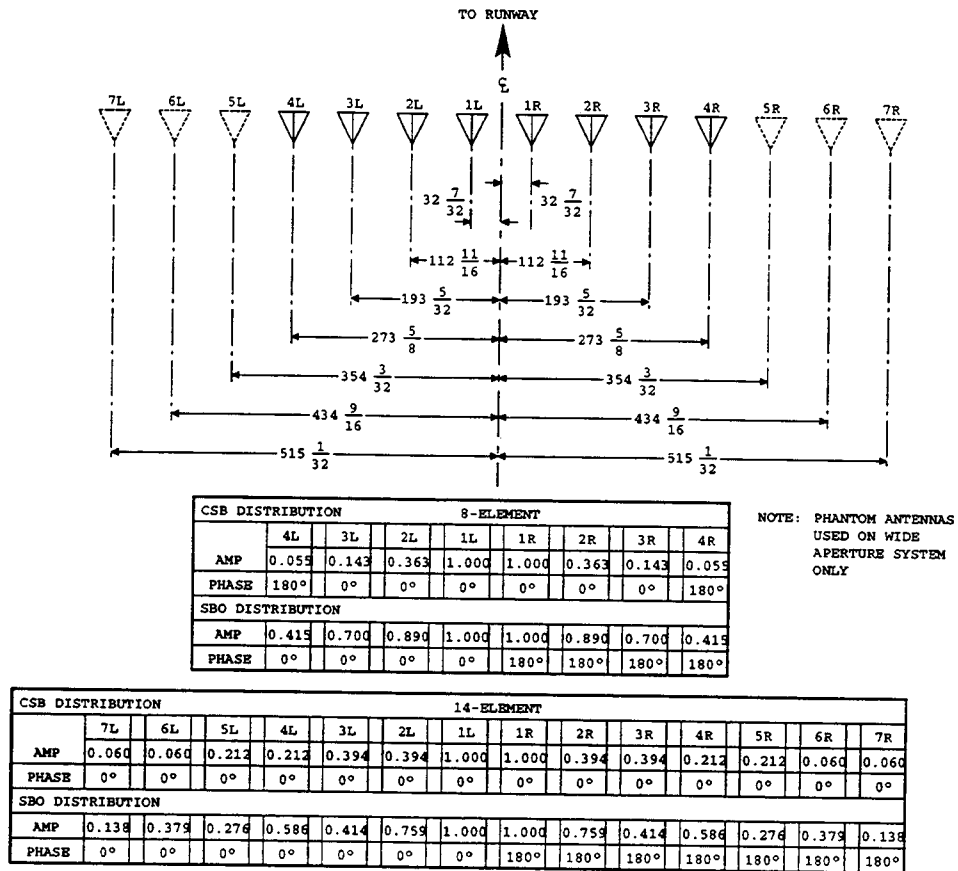 TO RUNWAY
℄
7L 6L 5L 4L 3L 2L 1L 1R 2R 3R 4R 5R 6R 7R
32 7/32 32 7/32
112 11/16 112 11/16
193 5/32 193 5/32
273 5/8 273 5/8
354 3/32 354 3/32
434 9/16 434 9/16
515 1/32 515 1/32
NOTE: PHANTOM ANTENNAS
USED ON WIDE
APERTURE SYSTEM
ONLY
CSB DISTRIBUTION 8-ELEMENT
4L 3L 2L 1L 1R 2R 3R 4R
AMP 0.055 0.143 0.363 1.000 1.000 0.363 0.143 0.055
PHASE 180° 0° 0° 0° 0° 0° 0° 180°
SBO DISTRIBUTION
AMP 0.415 0.700 0.890 1.000 1.000 0.890 0.700 0.415
PHASE 0° 0° 0° 0° 180° 180° 180° 180°
CSB DISTRIBUTION 14-ELEMENT
7L 6L 5L 4L 3L 2L 1L 1R 2R 3R 4R 5R 6R 7R
AMP 0.060 0.060 0.212 0.212 0.394 0.394 1.000 1.000 0.394 0.394 0.212 0.212 0.060 0.060
PHASE 0° 0° 0° 0° 0° 0° 0° 0° 0° 0° 0° 0° 0° 0°
SBO DISTRIBUTION
AMP 0.138 0.379 0.276 0.586 0.414 0.759 1.000 1.000 0.759 0.414 0.586 0.276 0.379 0.138
PHASE 0° 0° 0° 0° 0° 0° 0° 180° 180° 180° 180° 180° 180° 180°